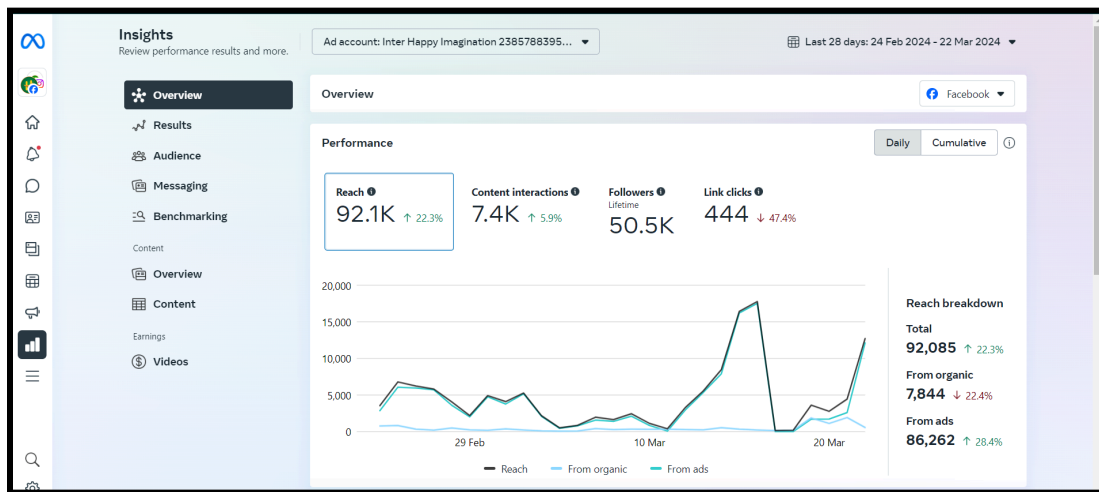 Insights
Review performance results and more.
Ad account: Inter Happy Imagination 2385788395...
Last 28 days: 24 Feb 2024 - 22 Mar 2024
Overview
Results
Audience
Messaging
Benchmarking
Content
Overview
Content
Earnings
Videos
Overview
Facebook
Performance
Daily
Cumulative
Reach
92.1K ↑ 22.3%
Content interactions
7.4K ↑ 5.9%
Followers
Lifetime
50.5K
Link clicks
444 ↓ 47.4%
20,000
15,000
10,000
5,000
0
29 Feb
10 Mar
20 Mar
Reach
From organic
From ads
Reach breakdown
Total
92,085 ↑ 22.3%
From organic
7,844 ↓ 22.4%
From ads
86,262 ↑ 28.4%